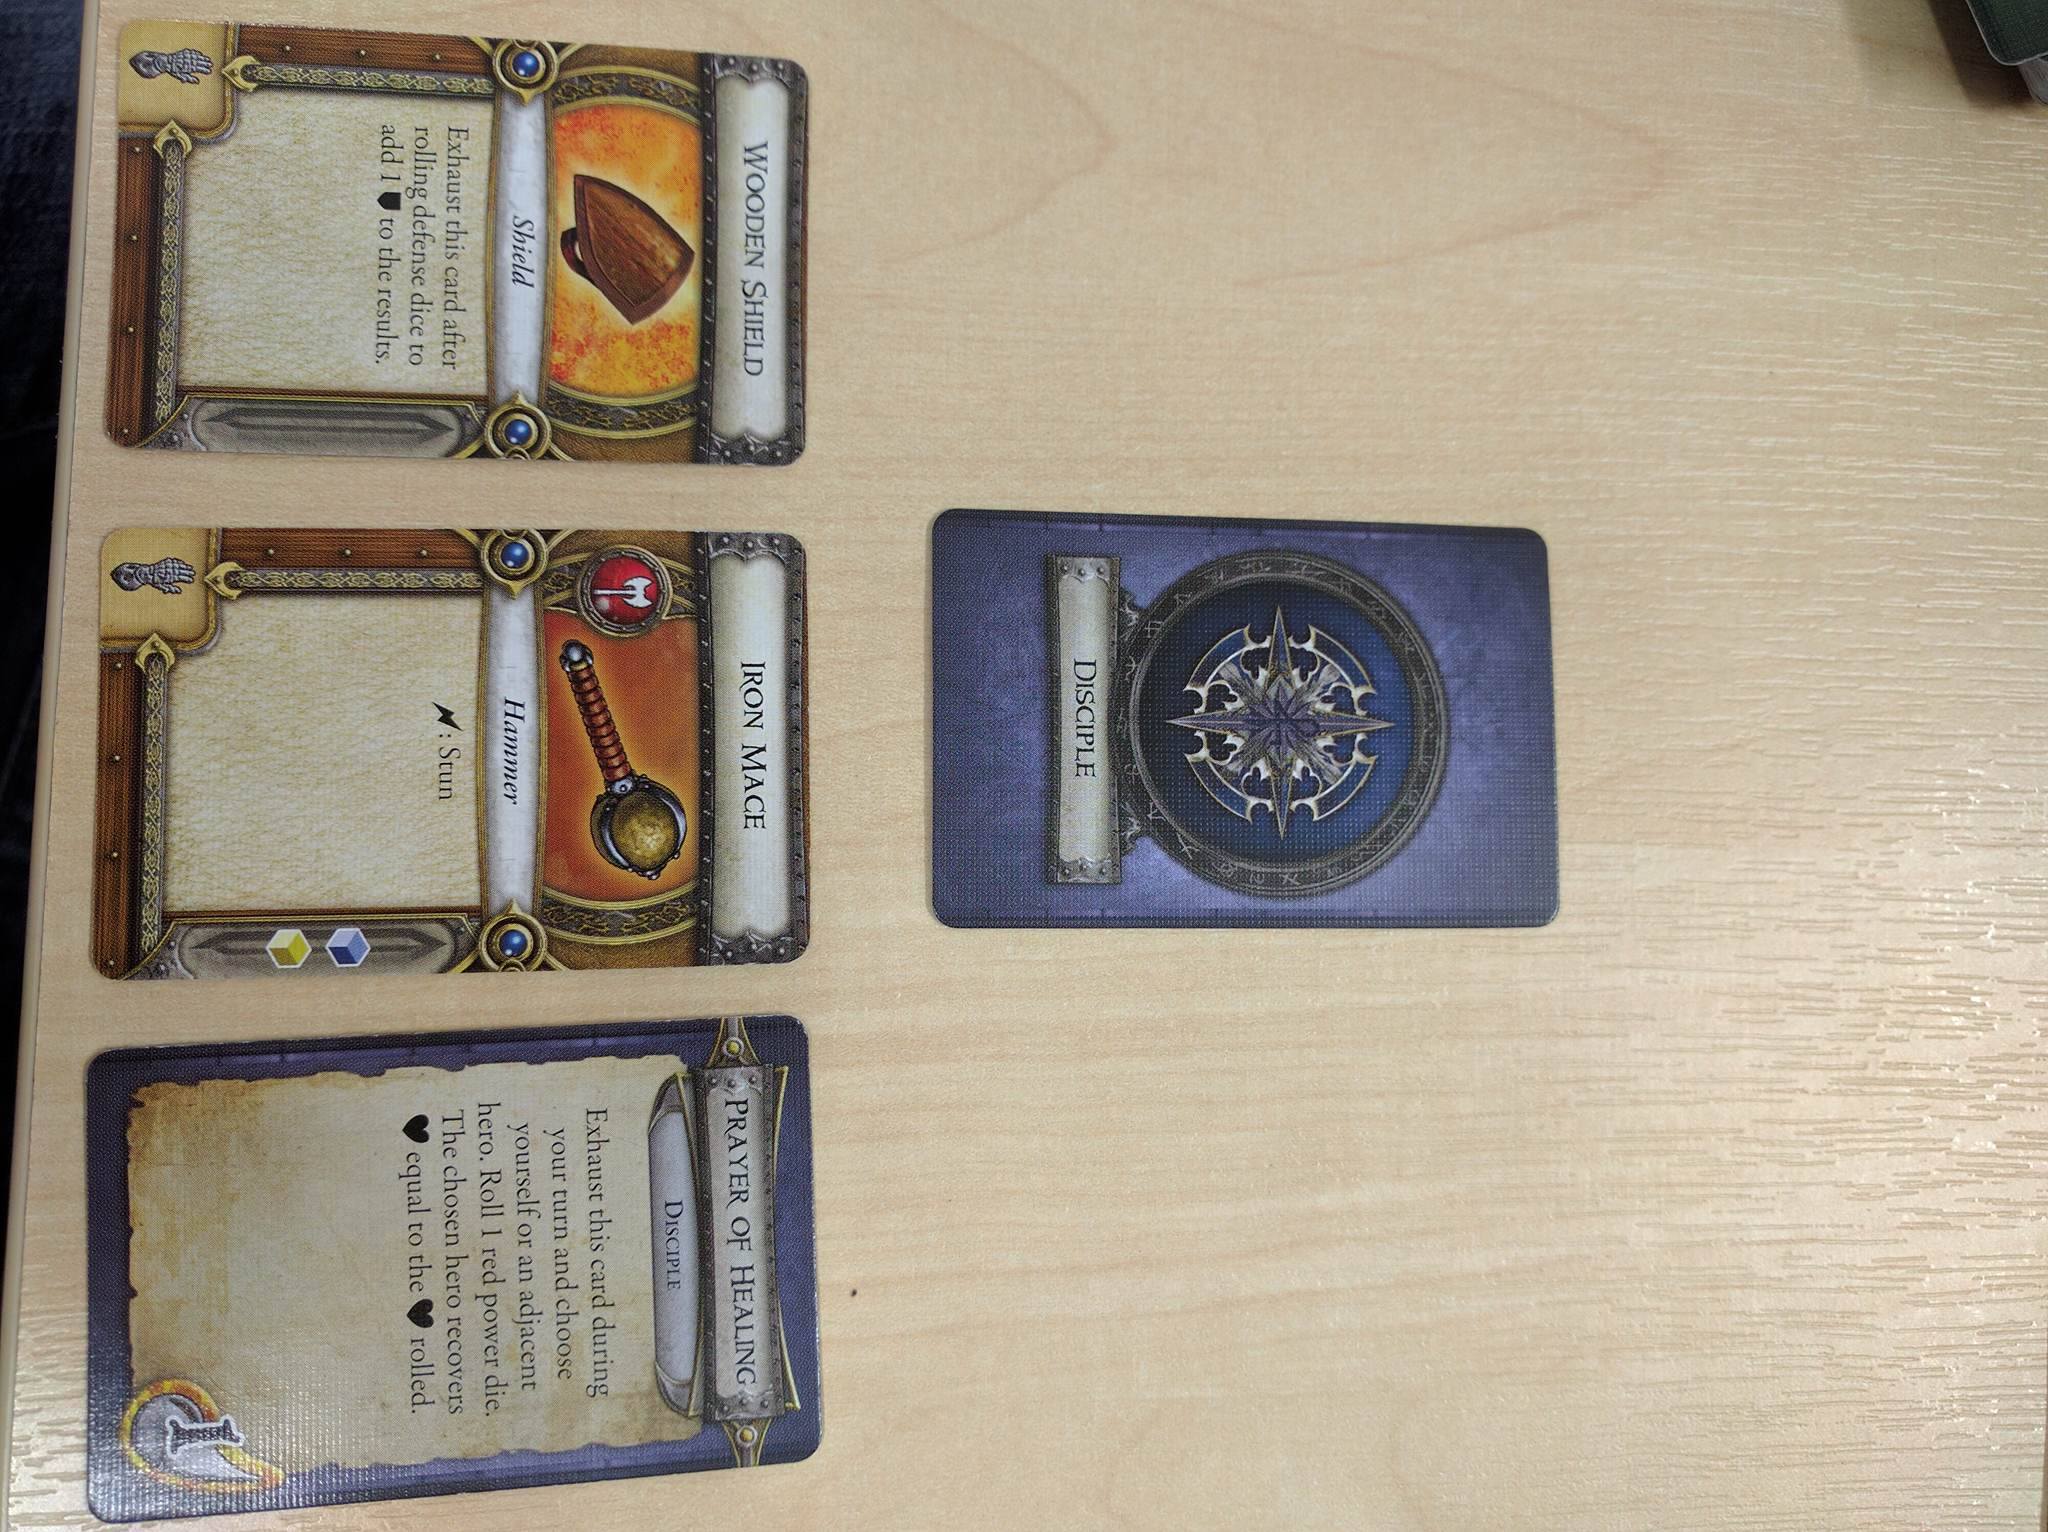 WOODEN SHIELD
Shield
Exhaust this card after
rolling defense dice to
add 1 to the results.
IRON MACE
Hammer
: Stun
PRAYER OF HEALING
DISCIPLE
Exhaust this card during
your turn and choose
yourself or an adjacent
hero. Roll 1 red power die.
The chosen hero recovers
♥ equal to the ♥ rolled.
DISCIPLE